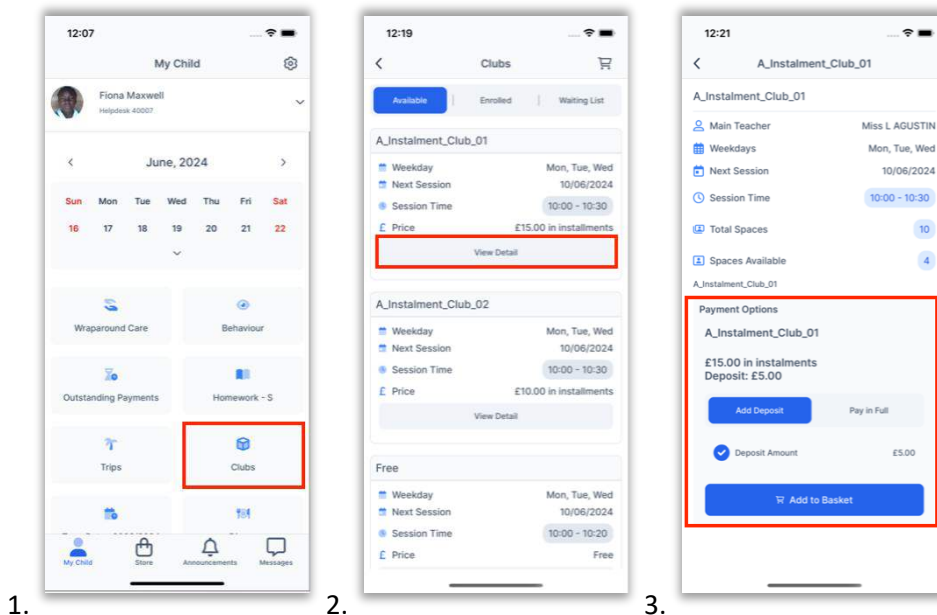 12:07
My Child
Fiona Maxwell
Helpdesk 40007
June, 2024
Sun Mon Tue Wed Thu Fri Sat
16 17 18 19 20 21 22
Wraparound Care Behaviour
Outstanding Payments Homework - S
Trips Clubs
My Child Store Announcements Messages
1.
12:19
Clubs
Available Enrolled Waiting List
A_Instalment_Club_01
Weekday Mon, Tue, Wed
Next Session 10/06/2024
Session Time 10:00 - 10:30
£ Price £15.00 in installments
View Detail
A_Instalment_Club_02
Weekday Mon, Tue, Wed
Next Session 10/06/2024
Session Time 10:00 - 10:30
£ Price £10.00 in installments
View Detail
Free
Weekday Mon, Tue, Wed
Next Session 10/06/2024
Session Time 10:00 - 10:20
£ Price Free
2.
12:21
A_Instalment_Club_01
A_Instalment_Club_01
Main Teacher Miss L AGUSTIN
Weekdays Mon, Tue, Wed
Next Session 10/06/2024
Session Time 10:00 - 10:30
Total Spaces 10
Spaces Available 4
A_Instalment_Club_01
Payment Options
A_Instalment_Club_01
£15.00 in instalments
Deposit: £5.00
Add Deposit Pay in Full
Deposit Amount £5.00
Add to Basket
3.